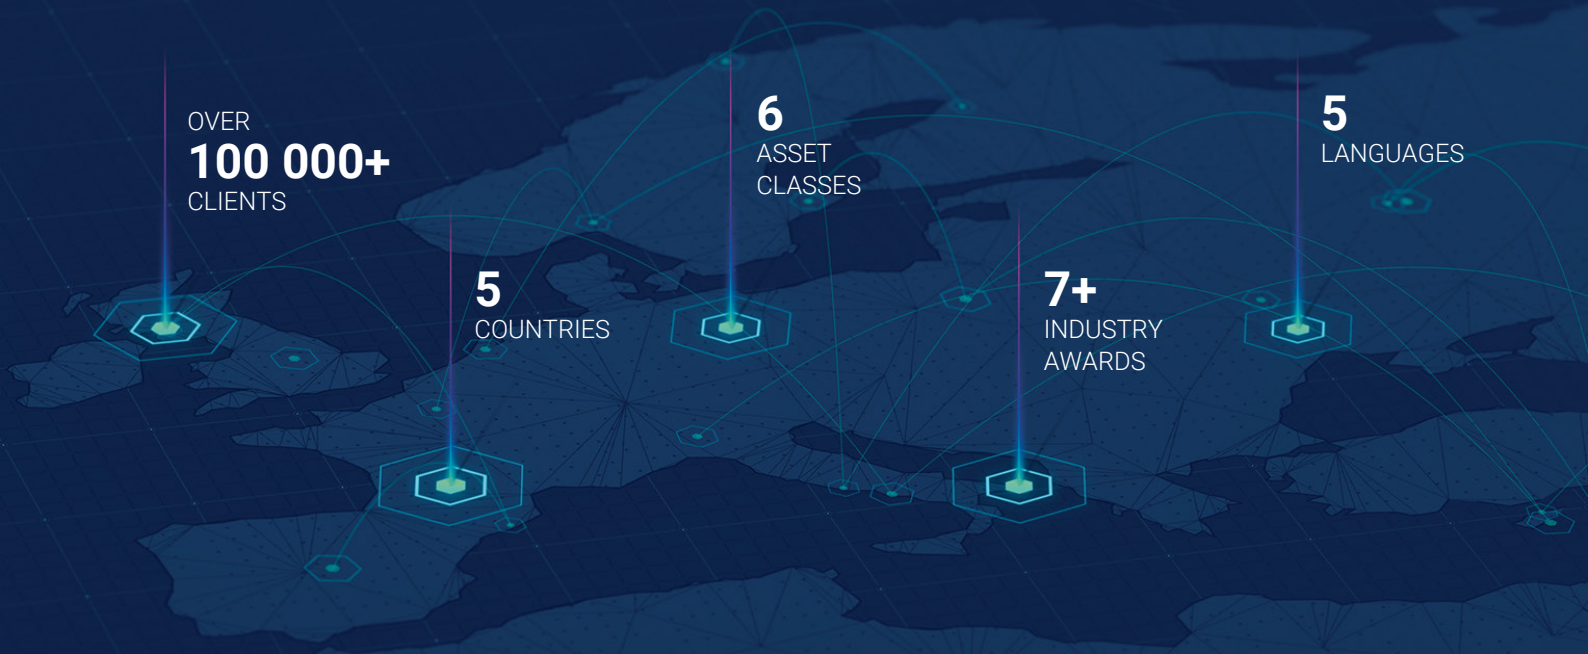 OVER
100 000+
CLIENTS
5
COUNTRIES
6
ASSET
CLASSES
7+
INDUSTRY
AWARDS
5
LANGUAGES